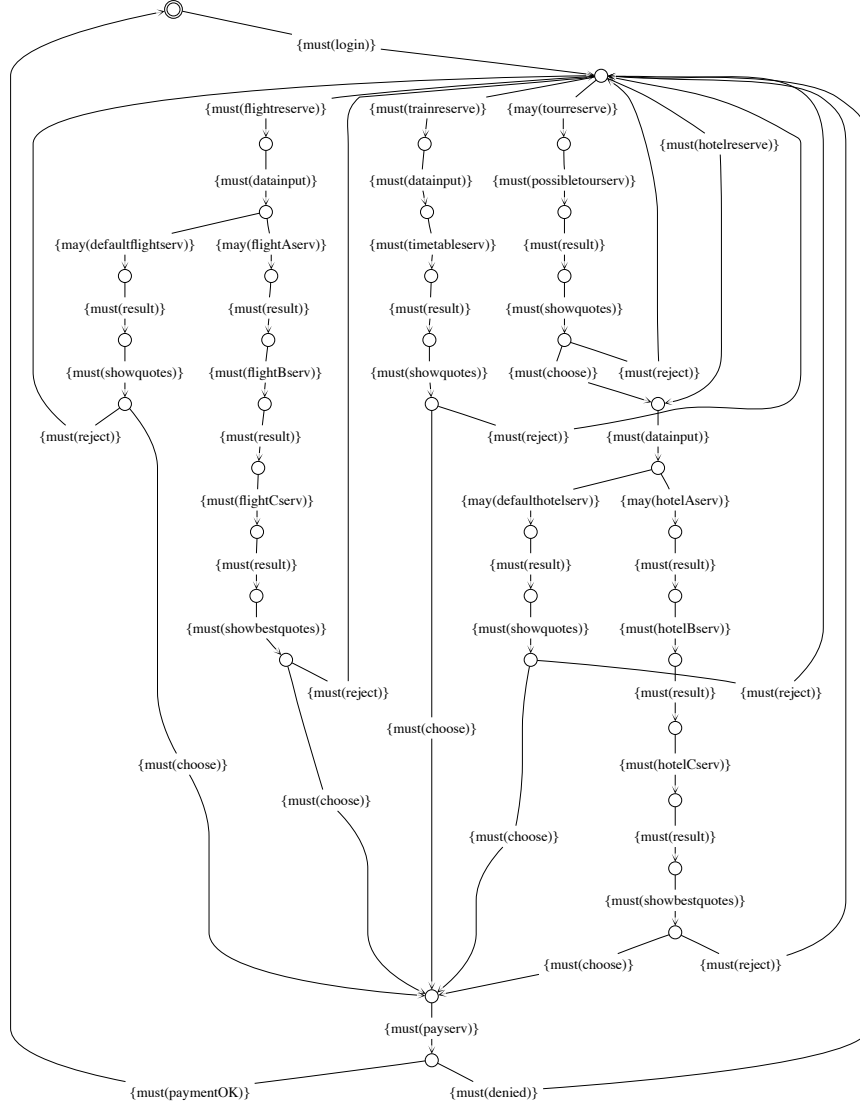 {must(login)}
{must(flightreserve)} {must(trainreserve)} {may(tourreserve)}
{must(hotelreserve)}
{must(datainput)} {must(datainput)} {must(possibletourserv)}
{may(defaultflightserv)} {may(flightAserv)} {must(timetableserv)} {must(result)}
{must(result)} {must(result)} {must(result)} {must(showquotes)}
{must(showquotes)} {must(flightBserv)} {must(showquotes)} {must(choose)} {must(reject)}
{must(reject)} {must(result)} {must(reject)} {must(datainput)}
{must(flightCserv)} {may(defaulthotelserv)} {may(hotelAserv)}
{must(result)} {must(result)} {must(result)}
{must(showbestquotes)} {must(showquotes)} {must(hotelBserv)}
{must(reject)} {must(result)} {must(reject)}
{must(choose)}
{must(choose)} {must(hotelCserv)}
{must(choose)}
{must(choose)} {must(result)}
{must(showbestquotes)}
{must(choose)} {must(reject)}
{must(payserv)}
{must(paymentOK)} {must(denied)}